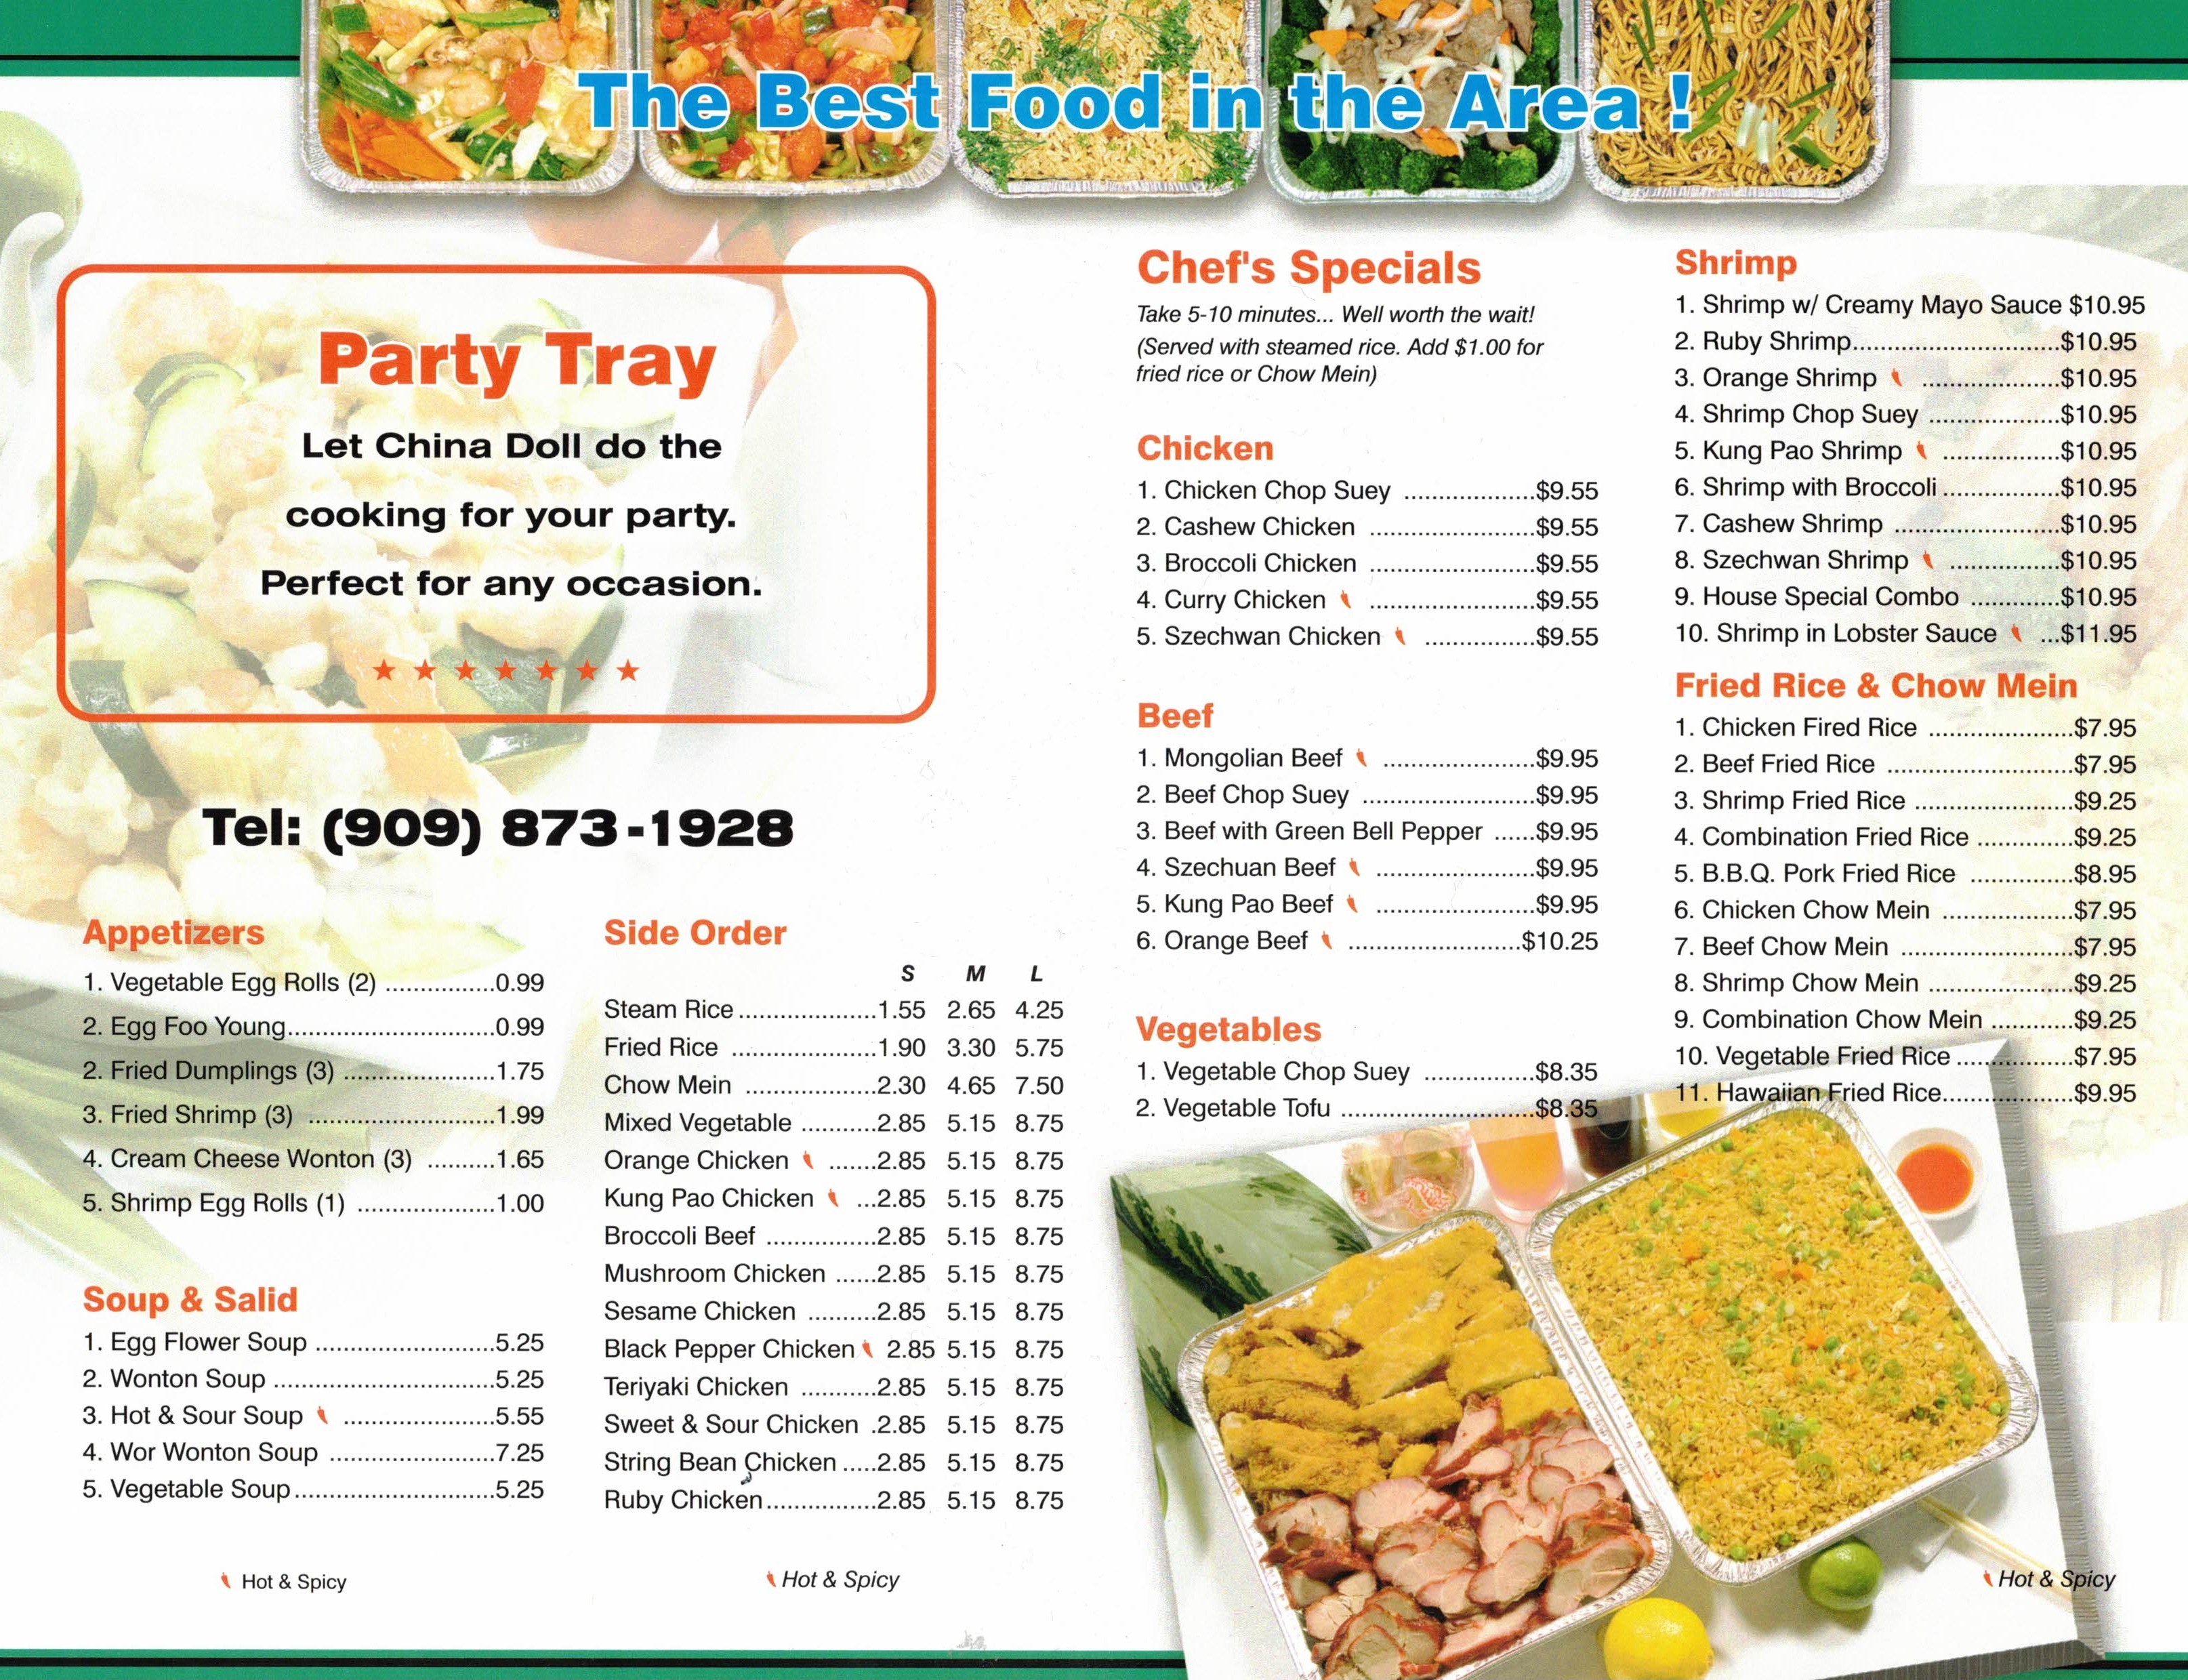 The Best Food in the Area !
Party Tray
Let China Doll do the
cooking for your party.
Perfect for any occasion.
Tel: (909) 873-1928
Appetizers
1. Vegetable Egg Rolls (2) ................0.99
2. Egg Foo Young..............................0.99
2. Fried Dumplings (3) ......................1.75
3. Fried Shrimp (3) ...........................1.99
4. Cream Cheese Wonton (3) ..........1.65
5. Shrimp Egg Rolls (1) ....................1.00
Soup & Salid
1. Egg Flower Soup ..........................5.25
2. Wonton Soup ................................5.25
3. Hot & Sour Soup ......................5.55
4. Wor Wonton Soup ........................7.25
5. Vegetable Soup.............................5.25
Hot & Spicy
Side Order
S M L
Steam Rice....................1.55 2.65 4.25
Fried Rice .....................1.90 3.30 5.75
Chow Mein ...................2.30 4.65 7.50
Mixed Vegetable ...........2.85 5.15 8.75
Orange Chicken .......2.85 5.15 8.75
Kung Pao Chicken ...2.85 5.15 8.75
Broccoli Beef ................2.85 5.15 8.75
Mushroom Chicken ......2.85 5.15 8.75
Sesame Chicken ..........2.85 5.15 8.75
Black Pepper Chicken 2.85 5.15 8.75
Teriyaki Chicken ...........2.85 5.15 8.75
Sweet & Sour Chicken .2.85 5.15 8.75
String Bean Chicken .....2.85 5.15 8.75
Ruby Chicken................2.85 5.15 8.75
Hot & Spicy
Chef's Specials
Take 5-10 minutes... Well worth the wait!
(Served with steamed rice. Add $1.00 for
fried rice or Chow Mein)
Chicken
1. Chicken Chop Suey ...................$9.55
2. Cashew Chicken ........................$9.55
3. Broccoli Chicken ........................$9.55
4. Curry Chicken ........................$9.55
5. Szechwan Chicken ................$9.55
Beef
1. Mongolian Beef ......................$9.95
2. Beef Chop Suey .........................$9.95
3. Beef with Green Bell Pepper ......$9.95
4. Szechuan Beef .......................$9.95
5. Kung Pao Beef .......................$9.95
6. Orange Beef .........................$10.25
Vegetables
1. Vegetable Chop Suey ................$8.35
2. Vegetable Tofu ............................$8.35
Shrimp
1. Shrimp w/ Creamy Mayo Sauce $10.95
2. Ruby Shrimp..............................$10.95
3. Orange Shrimp ....................$10.95
4. Shrimp Chop Suey ...................$10.95
5. Kung Pao Shrimp .................$10.95
6. Shrimp with Broccoli .................$10.95
7. Cashew Shrimp ........................$10.95
8. Szechwan Shrimp ................$10.95
9. House Special Combo .............$10.95
10. Shrimp in Lobster Sauce ...$11.95
Fried Rice & Chow Mein
1. Chicken Fired Rice .....................$7.95
2. Beef Fried Rice ...........................$7.95
3. Shrimp Fried Rice .......................$9.25
4. Combination Fried Rice ..............$9.25
5. B.B.Q. Pork Fried Rice ...............$8.95
6. Chicken Chow Mein ...................$7.95
7. Beef Chow Mein .........................$7.95
8. Shrimp Chow Mein .....................$9.25
9. Combination Chow Mein ............$9.25
10. Vegetable Fried Rice .................$7.95
11. Hawaiian Fried Rice...................$9.95
Hot & Spicy